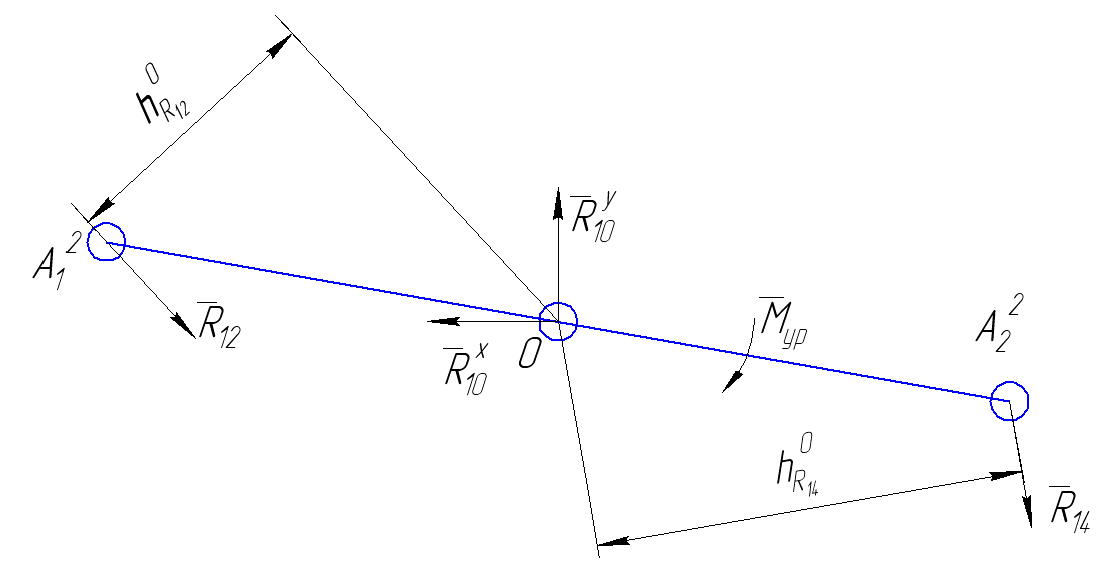 h⁰R₁₂
R̅₁₀ʸ
A₁²
R̅₁₂
M̅ур
A₂²
O
R̅₁₀ˣ
h⁰R₁₄
R̅₁₄